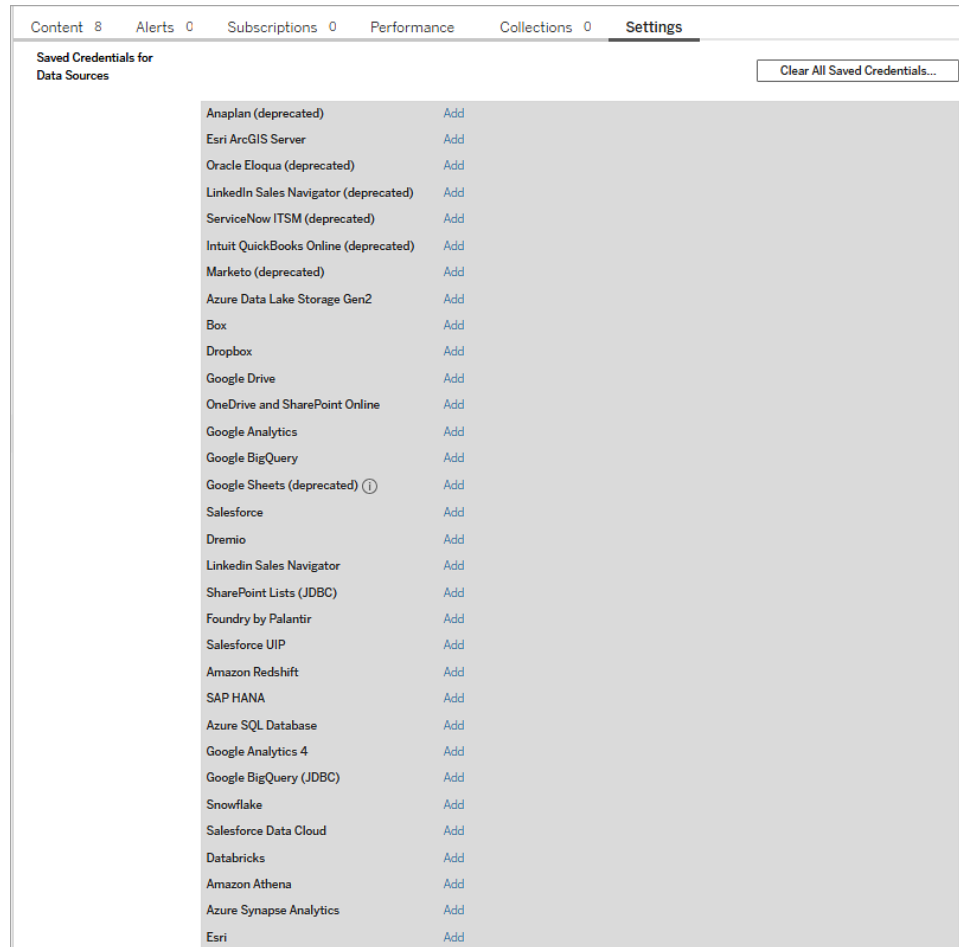 Content 8 Alerts 0 Subscriptions 0 Performance Collections 0 Settings
Saved Credentials for
Data Sources
Clear All Saved Credentials...
Anaplan (deprecated) Add
Esri ArcGIS Server Add
Oracle Eloqua (deprecated) Add
LinkedIn Sales Navigator (deprecated) Add
ServiceNow ITSM (deprecated) Add
Intuit QuickBooks Online (deprecated) Add
Marketo (deprecated) Add
Azure Data Lake Storage Gen2 Add
Box Add
Dropbox Add
Google Drive Add
OneDrive and SharePoint Online Add
Google Analytics Add
Google BigQuery Add
Google Sheets (deprecated) Add
Salesforce Add
Dremio Add
Linkedin Sales Navigator Add
SharePoint Lists (JDBC) Add
Foundry by Palantir Add
Salesforce UIP Add
Amazon Redshift Add
SAP HANA Add
Azure SQL Database Add
Google Analytics 4 Add
Google BigQuery (JDBC) Add
Snowflake Add
Salesforce Data Cloud Add
Databricks Add
Amazon Athena Add
Azure Synapse Analytics Add
Esri Add